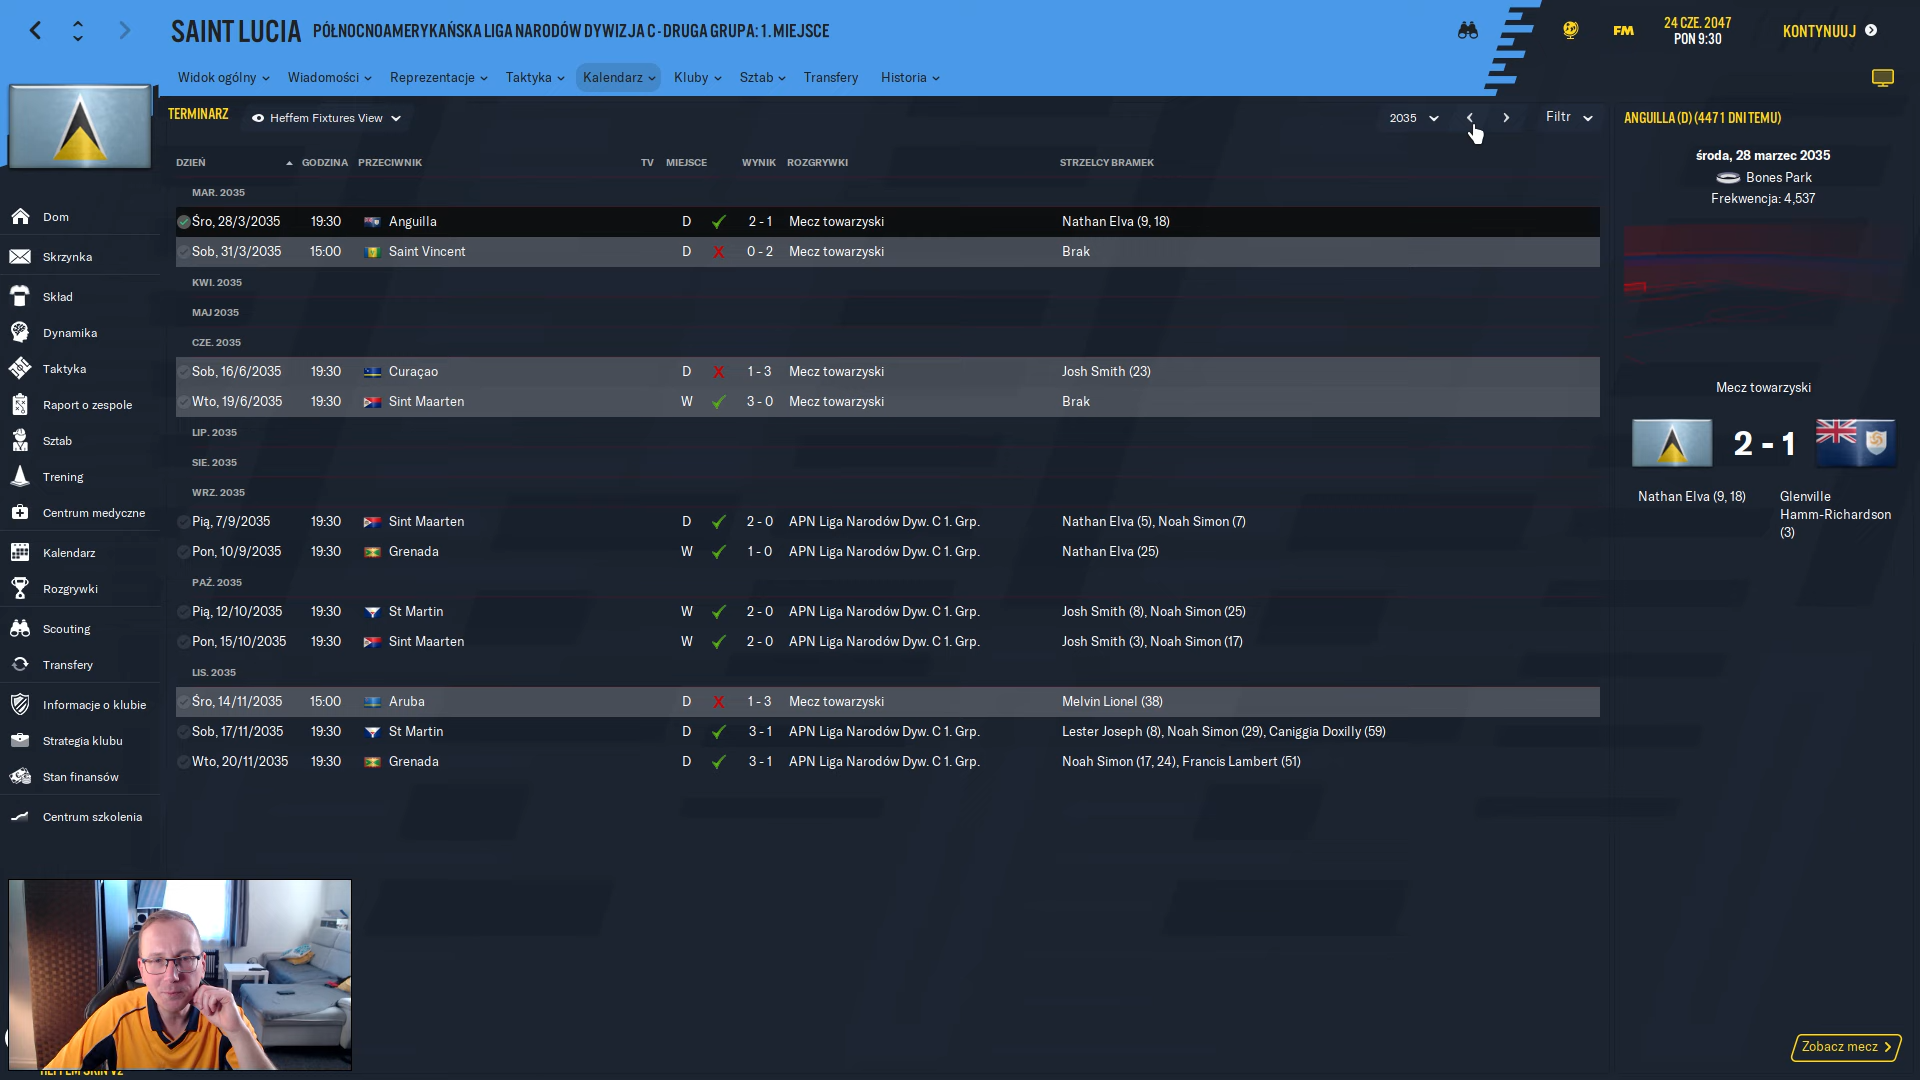 SAINT LUCIA PÓŁNOCNOAMERYKAŃSKA LIGA NARODÓW DYWIZJA C - DRUGA GRUPA: 1. MIEJSCE
FM
24 CZE. 2047
PON 9:30
KONTYNUUJ
Widok ogólny Wiadomości Reprezentacje Taktyka Kalendarz Kluby Sztab Transfery Historia
TERMINARZ Heffem Fixtures View 2035 Filtr
DZIEŃ GODZINA PRZECIWNIK TV MIEJSCE WYNIK ROZGRYWKI STRZELCY BRAMEK
MAR. 2035
Śro, 28/3/2035 19:30 Anguilla D 2 - 1 Mecz towarzyski Nathan Elva (9, 18)
Sob, 31/3/2035 15:00 Saint Vincent D 0 - 2 Mecz towarzyski Brak
KWI. 2035
MAJ 2035
CZE. 2035
Sob, 16/6/2035 19:30 Curaçao D 1 - 3 Mecz towarzyski Josh Smith (23)
Wto, 19/6/2035 19:30 Sint Maarten W 3 - 0 Mecz towarzyski Brak
LIP. 2035
SIE. 2035
WRZ. 2035
Pią, 7/9/2035 19:30 Sint Maarten D 2 - 0 APN Liga Narodów Dyw. C 1. Grp. Nathan Elva (5), Noah Simon (7)
Pon, 10/9/2035 19:30 Grenada W 1 - 0 APN Liga Narodów Dyw. C 1. Grp. Nathan Elva (25)
PAŹ. 2035
Pią, 12/10/2035 19:30 St Martin W 2 - 0 APN Liga Narodów Dyw. C 1. Grp. Josh Smith (8), Noah Simon (25)
Pon, 15/10/2035 19:30 Sint Maarten W 2 - 0 APN Liga Narodów Dyw. C 1. Grp. Josh Smith (3), Noah Simon (17)
LIS. 2035
Śro, 14/11/2035 15:00 Aruba D 1 - 3 Mecz towarzyski Melvin Lionel (38)
Sob, 17/11/2035 19:30 St Martin D 3 - 1 APN Liga Narodów Dyw. C 1. Grp. Lester Joseph (8), Noah Simon (29), Caniggia Doxilly (59)
Wto, 20/11/2035 19:30 Grenada D 3 - 1 APN Liga Narodów Dyw. C 1. Grp. Noah Simon (17, 24), Francis Lambert (51)
Dom
Skrzynka
Skład
Dynamika
Taktyka
Raport o zespole
Sztab
Trening
Centrum medyczne
Kalendarz
Rozgrywki
Scouting
Transfery
Informacje o klubie
Strategia klubu
Stan finansów
Centrum szkolenia
HEFFEM SKIN V2
ANGUILLA (D) (4471 DNI TEMU)
środa, 28 marzec 2035
Bones Park
Frekwencja: 4,537
Mecz towarzyski
2 - 1
Nathan Elva (9, 18)
Glenville
Hamm-Richardson
(3)
Zobacz mecz